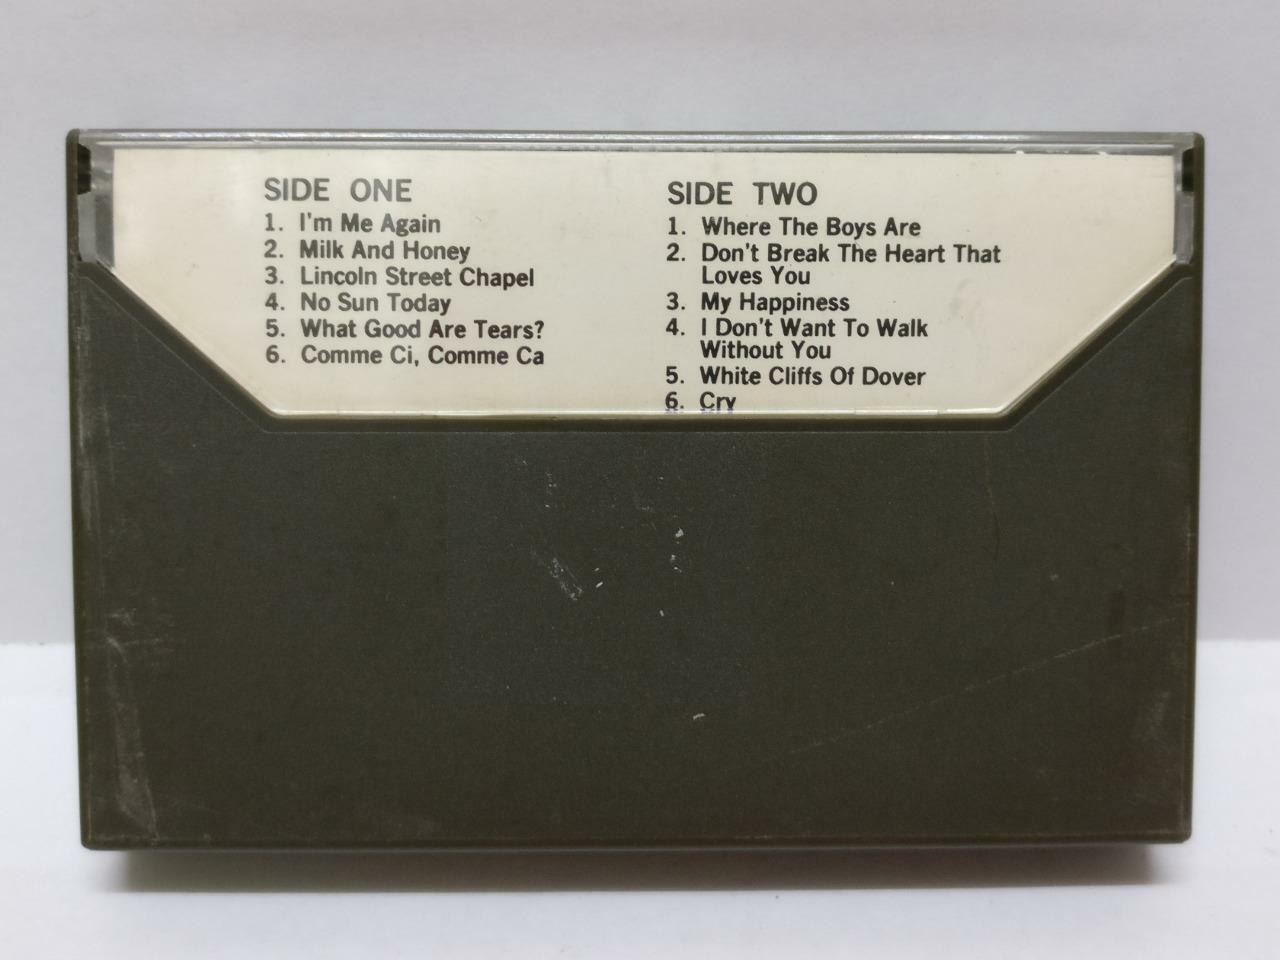 SIDE ONE
1. I'm Me Again
2. Milk And Honey
3. Lincoln Street Chapel
4. No Sun Today
5. What Good Are Tears?
6. Comme Ci, Comme Ca
SIDE TWO
1. Where The Boys Are
2. Don't Break The Heart That
Loves You
3. My Happiness
4. I Don't Want To Walk
Without You
5. White Cliffs Of Dover
6. Cry